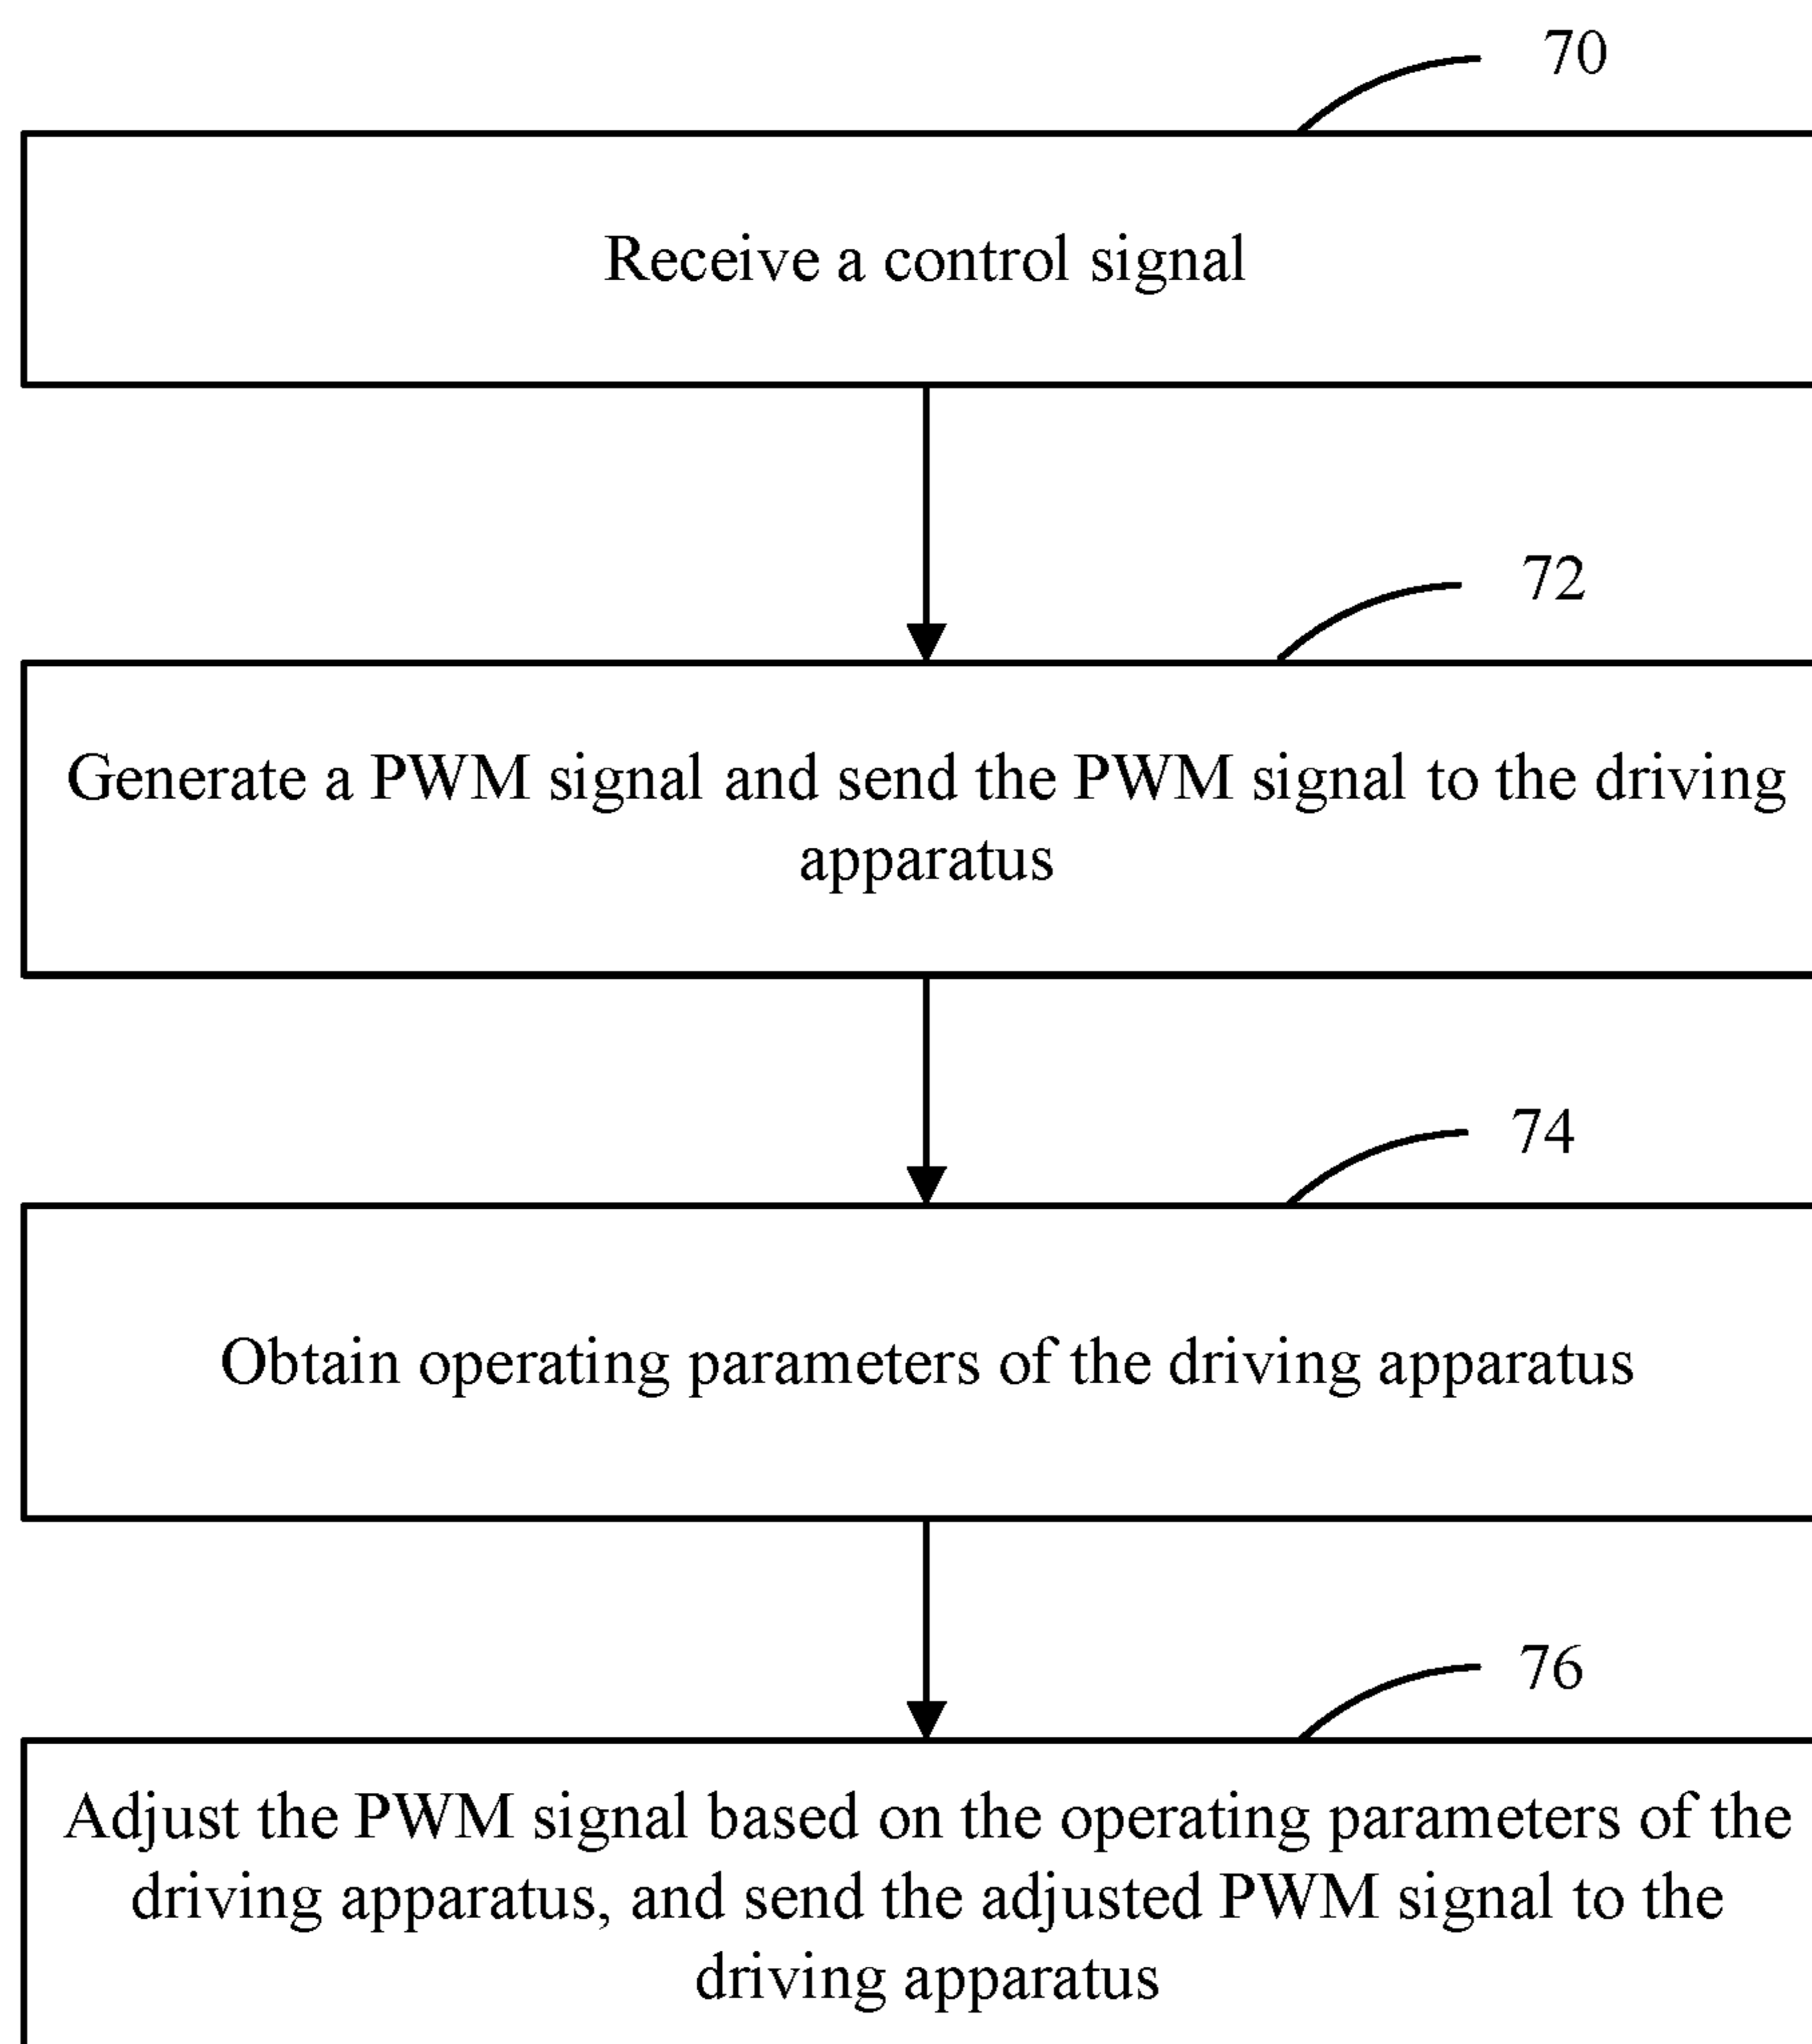 70
Receive a control signal
72
Generate a PWM signal and send the PWM signal to the driving
apparatus
74
Obtain operating parameters of the driving apparatus
76
Adjust the PWM signal based on the operating parameters of the
driving apparatus, and send the adjusted PWM signal to the
driving apparatus